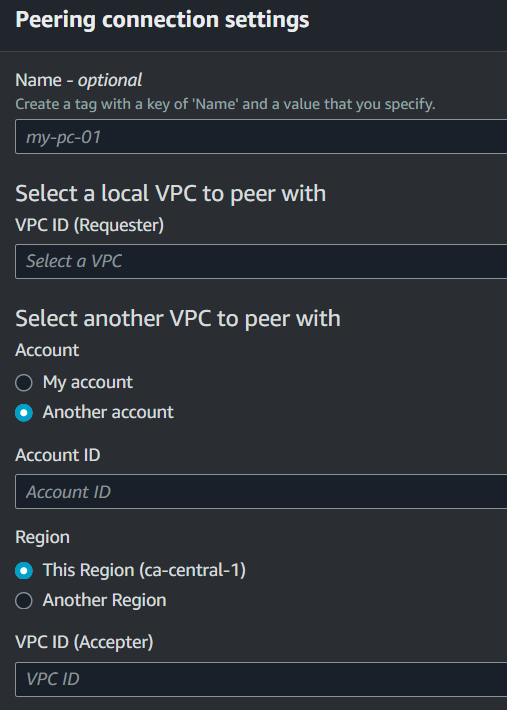 Peering connection settings
Name - optional
Create a tag with a key of 'Name' and a value that you specify.
my-pc-01
Select a local VPC to peer with
VPC ID (Requester)
Select a VPC
Select another VPC to peer with
Account
My account
Another account
Account ID
Account ID
Region
This Region (ca-central-1)
Another Region
VPC ID (Accepter)
VPC ID